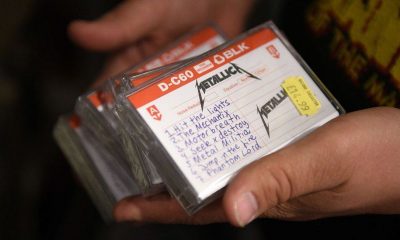 D-C60 BLK
METALLICA
A
METALLICA
1 Hit the lights
2 The Mechanix
3 Motorbreath
4 Seek x destroy
5 Metal Militia
6 Jump in the fire
7 Phantom Lord